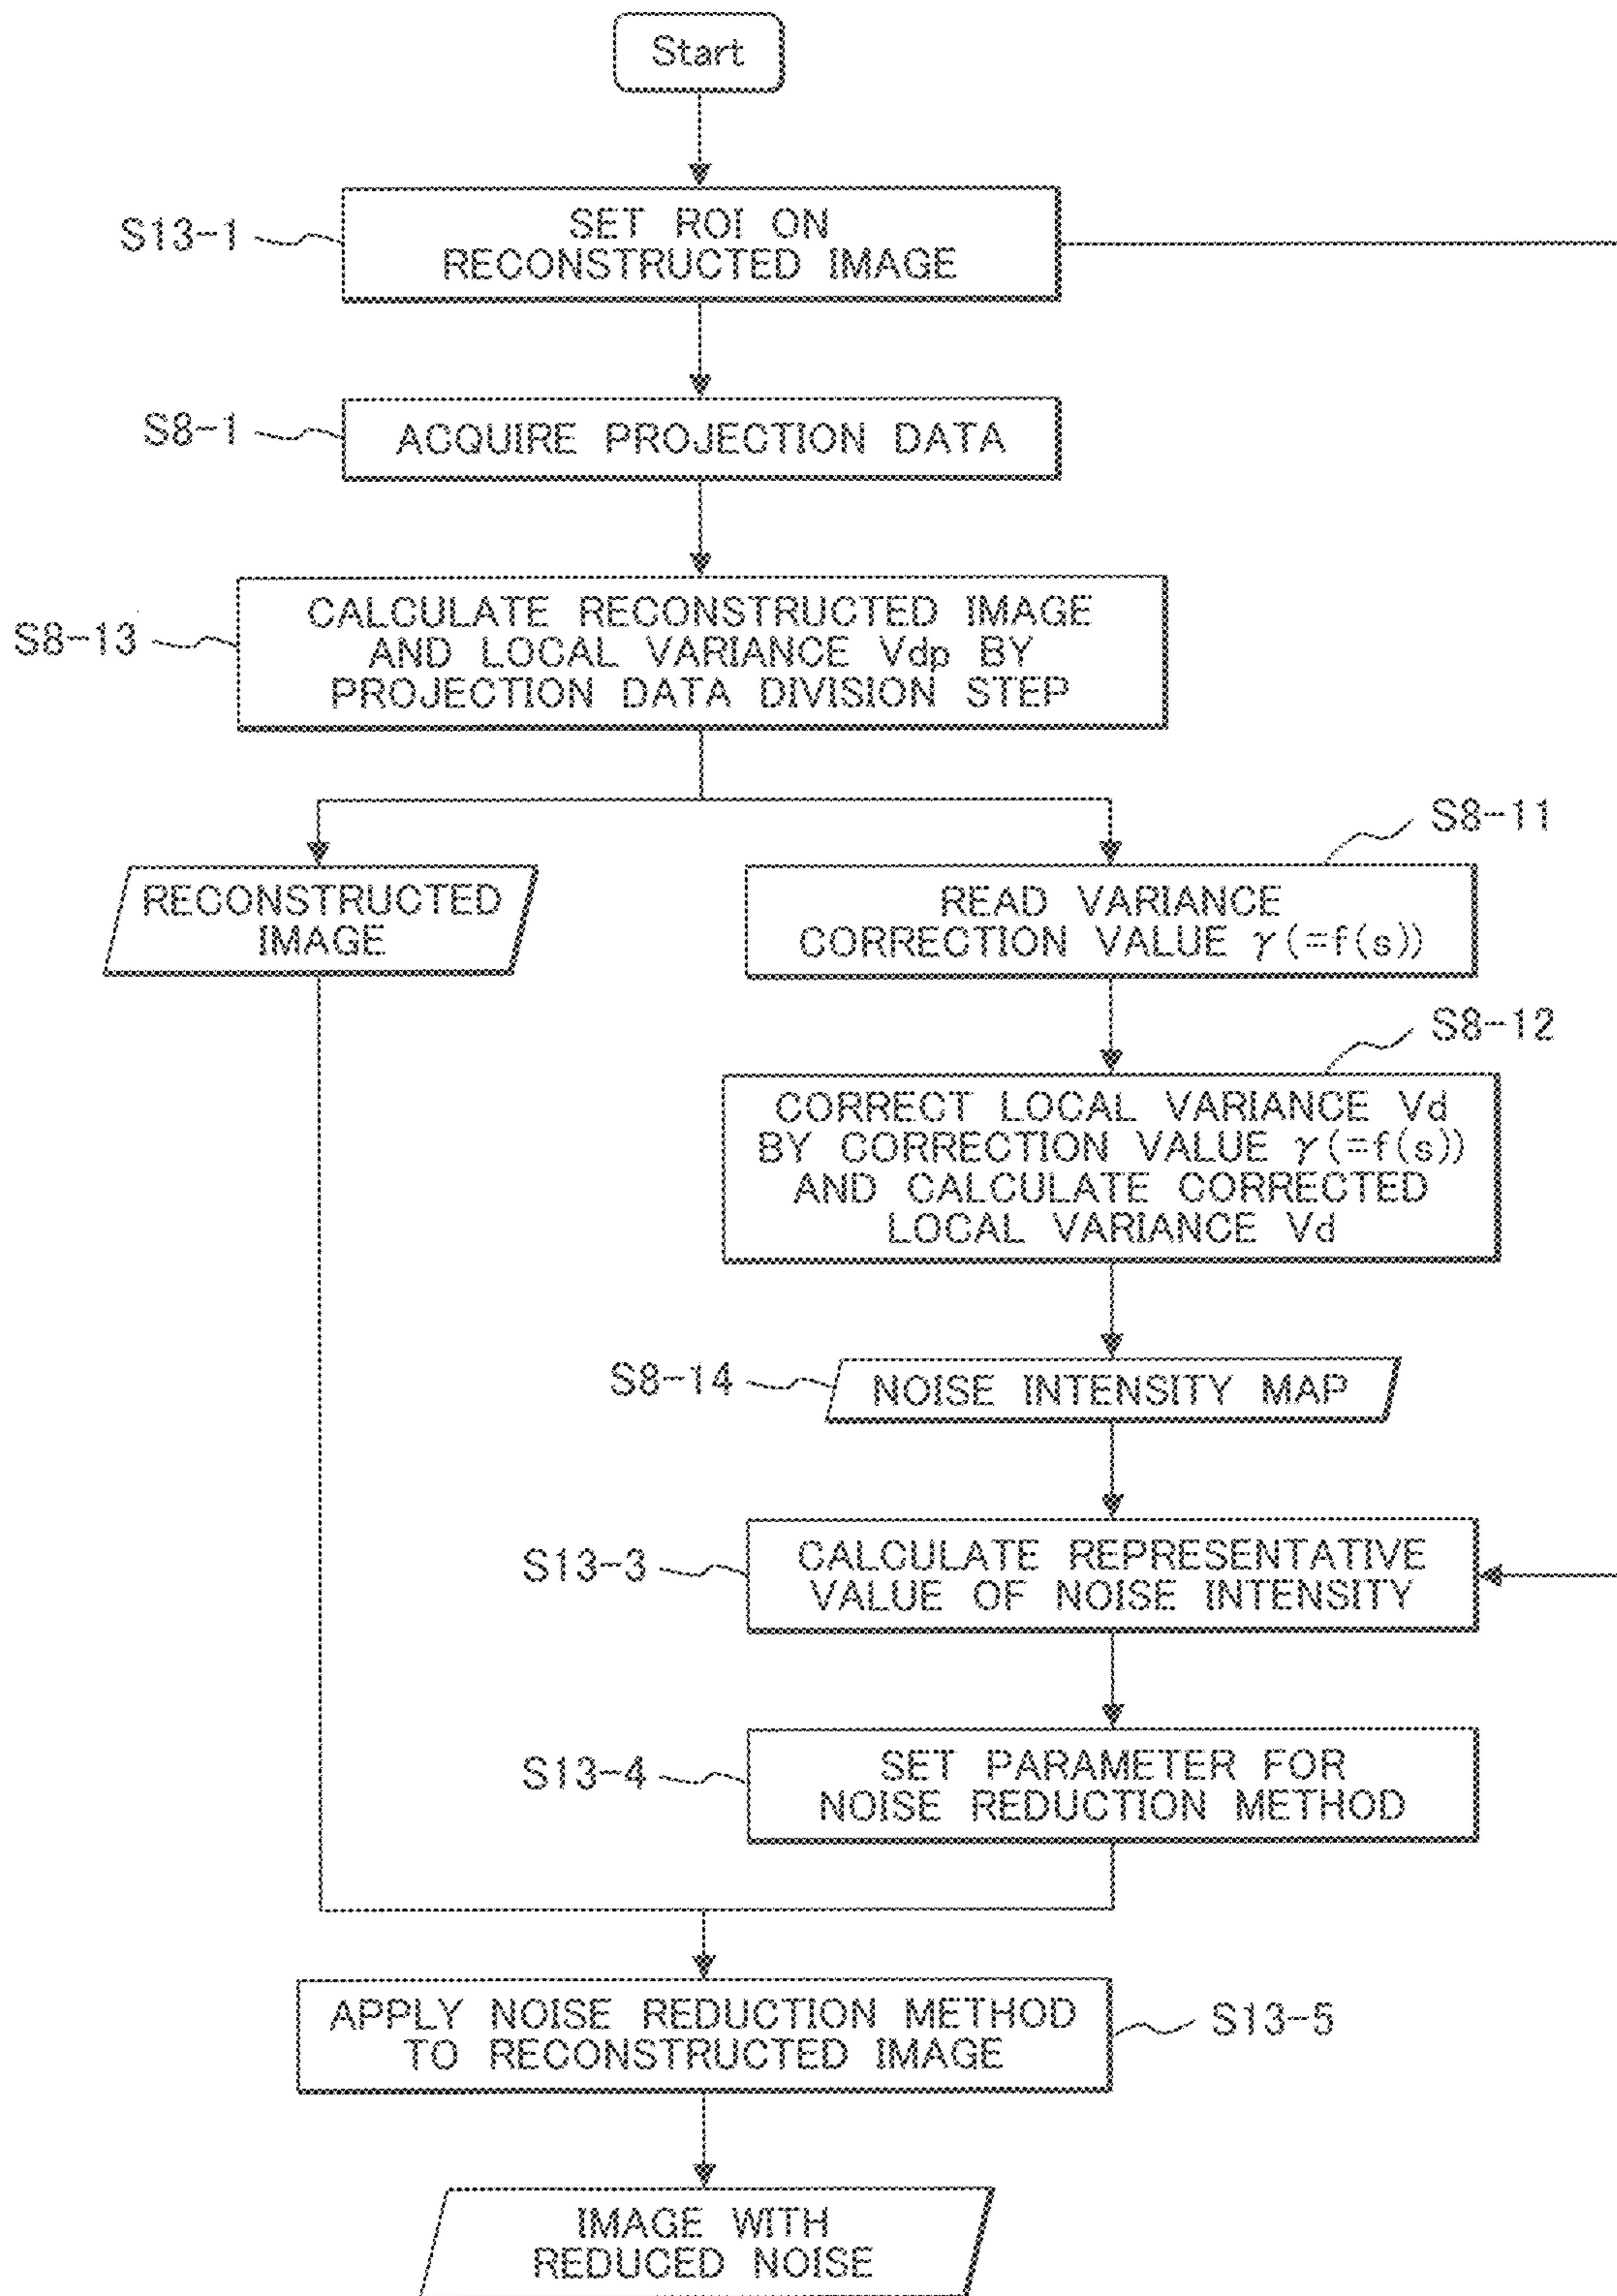 Start
S13-1
SET ROI ON
RECONSTRUCTED IMAGE
S8-1
ACQUIRE PROJECTION DATA
S8-13
CALCULATE RECONSTRUCTED IMAGE
AND LOCAL VARIANCE Vdp BY
PROJECTION DATA DIVISION STEP
RECONSTRUCTED
IMAGE
S8-11
READ VARIANCE
CORRECTION VALUE γ(=f(s))
S8-12
CORRECT LOCAL VARIANCE Vd
BY CORRECTION VALUE γ(=f(s))
AND CALCULATE CORRECTED
LOCAL VARIANCE Vd
S8-14
NOISE INTENSITY MAP
S13-3
CALCULATE REPRESENTATIVE
VALUE OF NOISE INTENSITY
S13-4
SET PARAMETER FOR
NOISE REDUCTION METHOD
APPLY NOISE REDUCTION METHOD
TO RECONSTRUCTED IMAGE
S13-5
IMAGE WITH
REDUCED NOISE